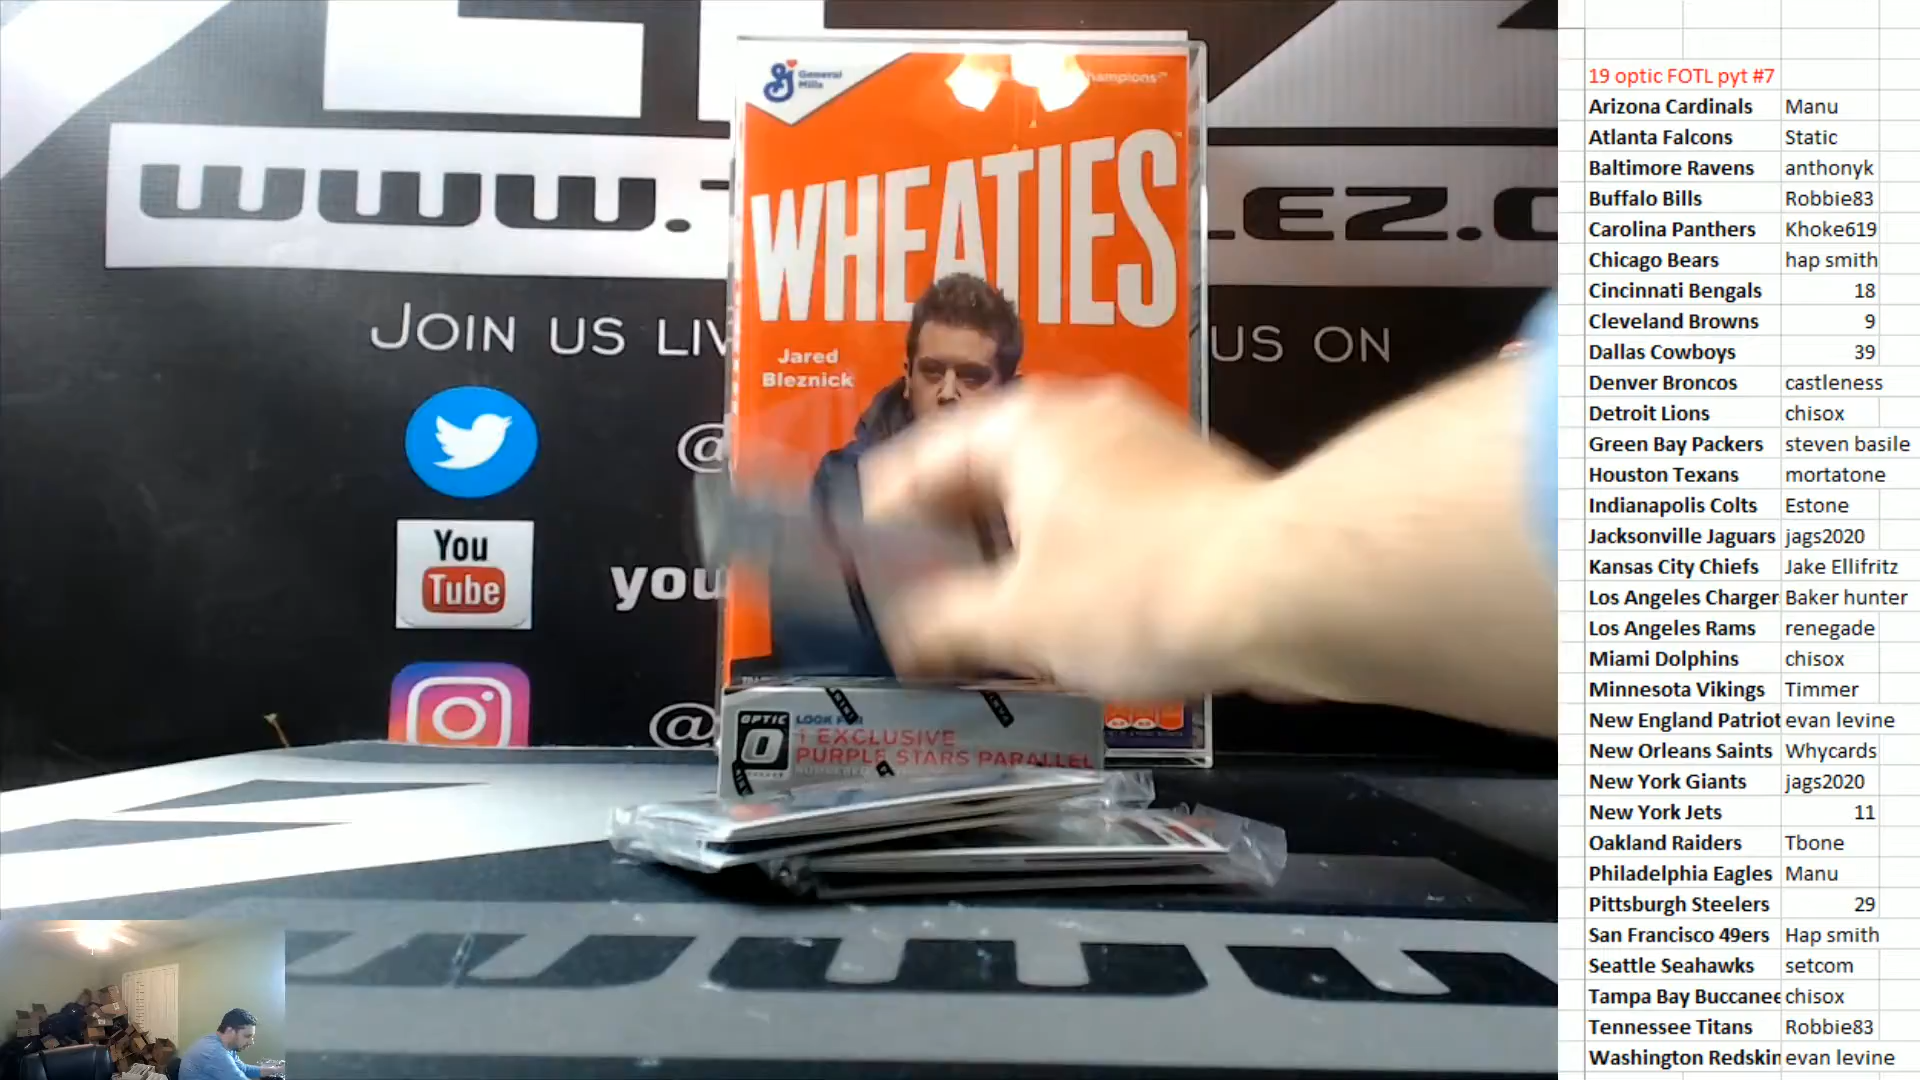 General
Mills
hampions™
WHEATIES
Jared
Bleznick
www.
EZ.C
JOIN US LIV
US ON
@
You
Tube
you
@
OPTIC
LOOK FOR
1 EXCLUSIVE
PURPLE STARS PARALLEL
19 optic FOTL pyt #7
Arizona Cardinals Manu
Atlanta Falcons Static
Baltimore Ravens anthonyk
Buffalo Bills Robbie83
Carolina Panthers Khoke619
Chicago Bears hap smith
Cincinnati Bengals 18
Cleveland Browns 9
Dallas Cowboys 39
Denver Broncos castleness
Detroit Lions chisox
Green Bay Packers steven basile
Houston Texans mortatone
Indianapolis Colts Estone
Jacksonville Jaguars jags2020
Kansas City Chiefs Jake Ellifritz
Los Angeles Charger Baker hunter
Los Angeles Rams renegade
Miami Dolphins chisox
Minnesota Vikings Timmer
New England Patriot evan levine
New Orleans Saints Whycards
New York Giants jags2020
New York Jets 11
Oakland Raiders Tbone
Philadelphia Eagles Manu
Pittsburgh Steelers 29
San Francisco 49ers Hap smith
Seattle Seahawks setcom
Tampa Bay Buccanee chisox
Tennessee Titans Robbie83
Washington Redskin evan levine